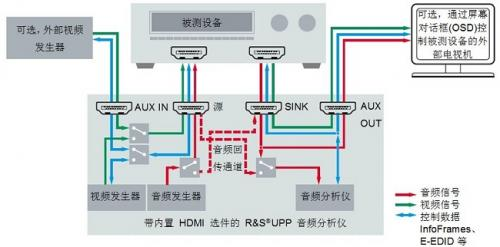 被测设备
可选，外部视频
发生器
可选，通过屏幕
对话框(OSD)控
制被测设备的外
部电视机
AUX IN
源
SINK
AUX
OUT
音频回
传通道
视频发生器
音频发生器
音频分析仪
带内置 HDMI 选件的 R&S®UPP 音频分析仪
音频信号
视频信号
控制数据
InfoFrames、
E-EDID 等